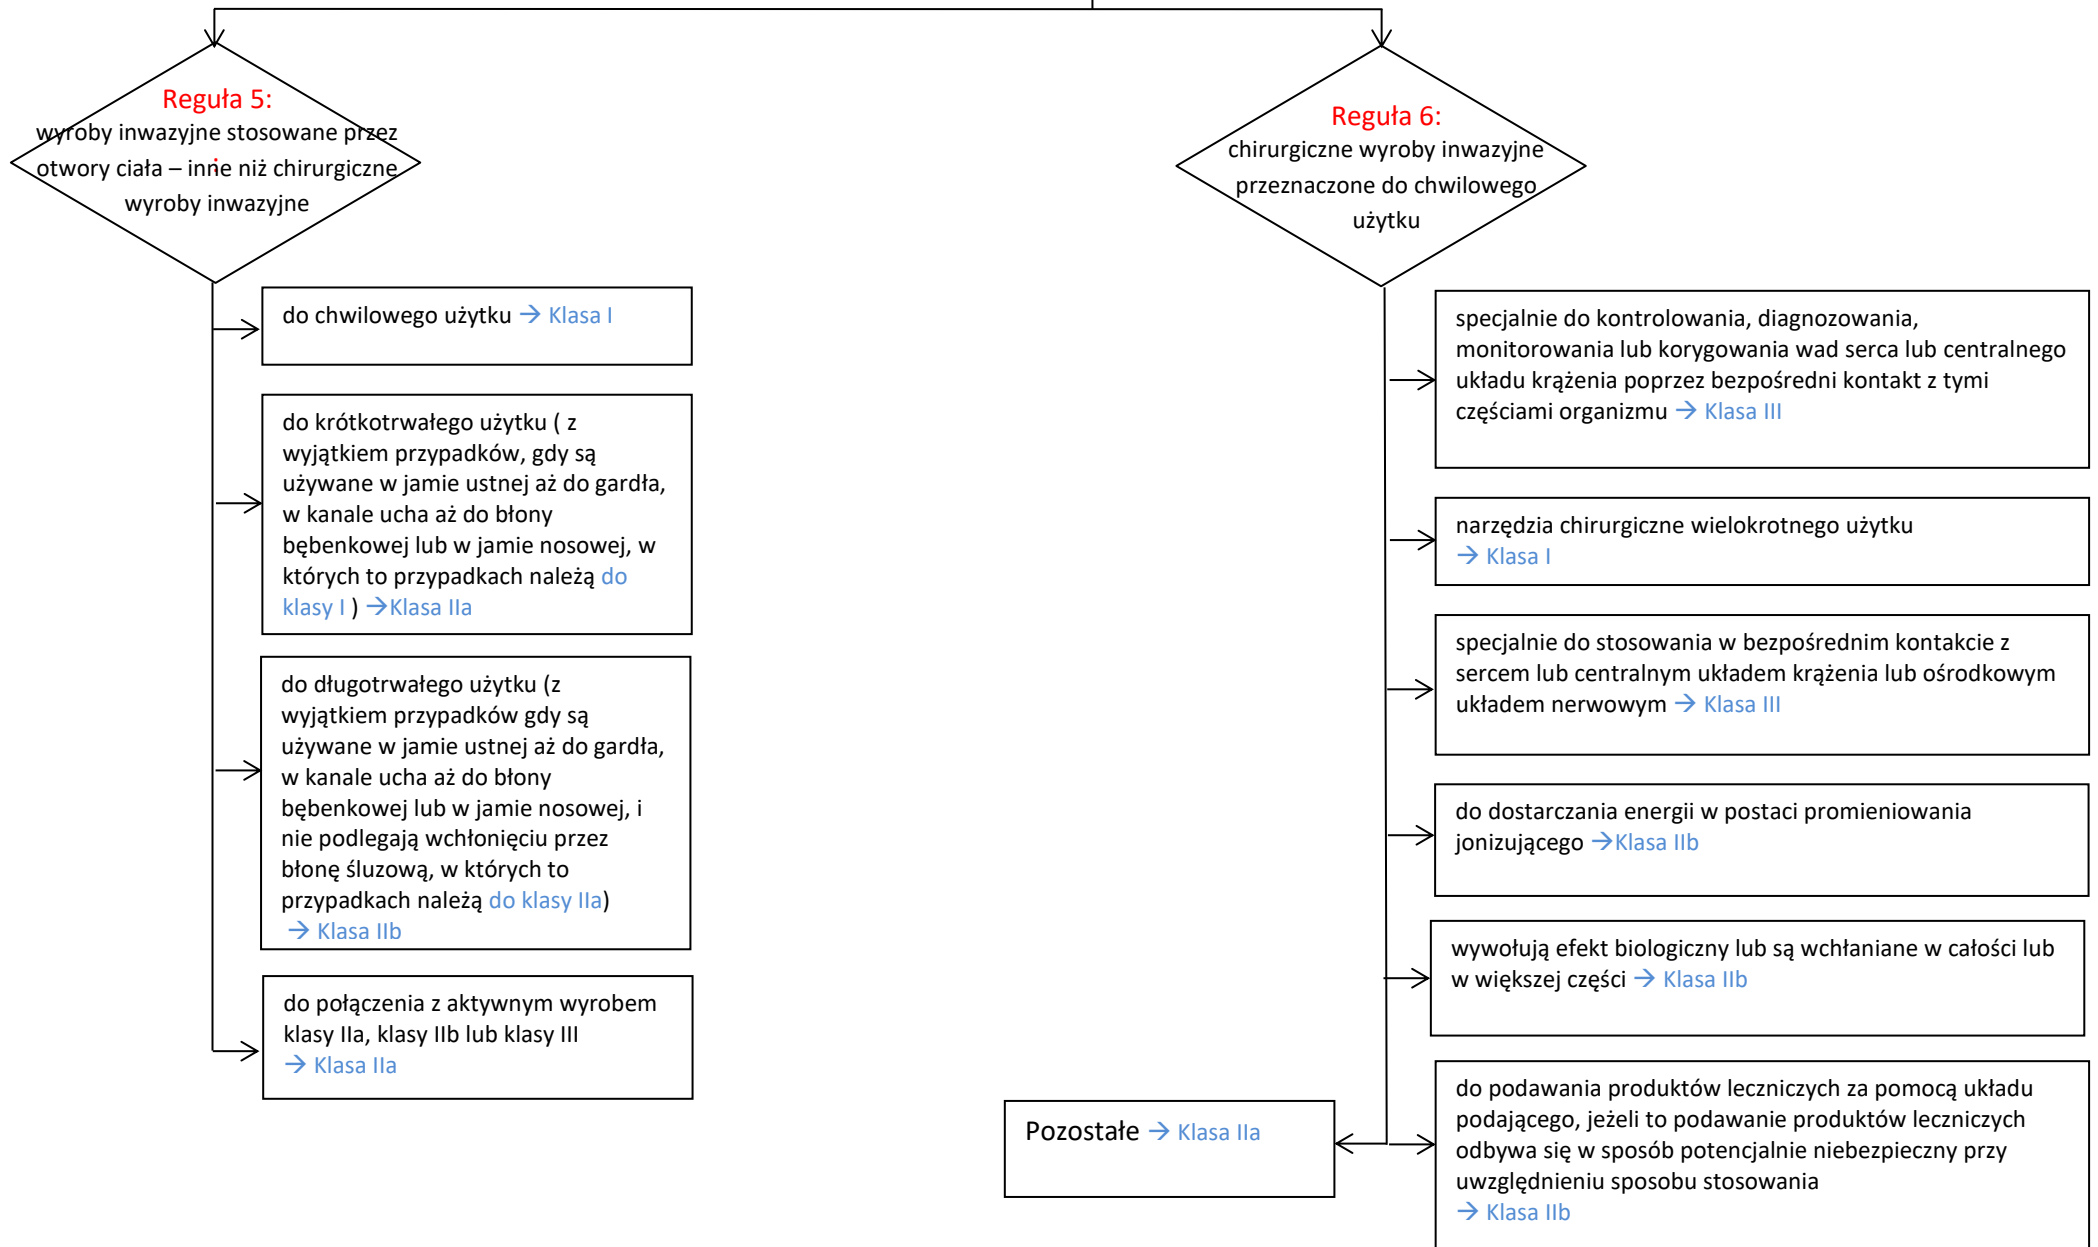 Reguła 5:
wyroby inwazyjne stosowane przez
otwory ciała – inne niż chirurgiczne
wyroby inwazyjne
do chwilowego użytku → Klasa I
do krótkotrwałego użytku ( z
wyjątkiem przypadków, gdy są
używane w jamie ustnej aż do gardła,
w kanale ucha aż do błony
bębenkowej lub w jamie nosowej, w
których to przypadkach należą do
klasy I ) →Klasa IIa
do długotrwałego użytku (z
wyjątkiem przypadków gdy są
używane w jamie ustnej aż do gardła,
w kanale ucha aż do błony
bębenkowej lub w jamie nosowej, i
nie podlegają wchłonięciu przez
błonę śluzową, w których to
przypadkach należą do klasy IIa)
→ Klasa IIb
do połączenia z aktywnym wyrobem
klasy IIa, klasy IIb lub klasy III
→ Klasa IIa
Reguła 6:
chirurgiczne wyroby inwazyjne
przeznaczone do chwilowego
użytku
specjalnie do kontrolowania, diagnozowania,
monitorowania lub korygowania wad serca lub centralnego
układu krążenia poprzez bezpośredni kontakt z tymi
częściami organizmu → Klasa III
narzędzia chirurgiczne wielokrotnego użytku
→ Klasa I
specjalnie do stosowania w bezpośrednim kontakcie z
sercem lub centralnym układem krążenia lub ośrodkowym
układem nerwowym → Klasa III
do dostarczania energii w postaci promieniowania
jonizującego →Klasa IIb
wywołują efekt biologiczny lub są wchłaniane w całości lub
w większej części → Klasa IIb
do podawania produktów leczniczych za pomocą układu
podającego, jeżeli to podawanie produktów leczniczych
odbywa się w sposób potencjalnie niebezpieczny przy
uwzględnieniu sposobu stosowania
→ Klasa IIb
Pozostałe → Klasa IIa